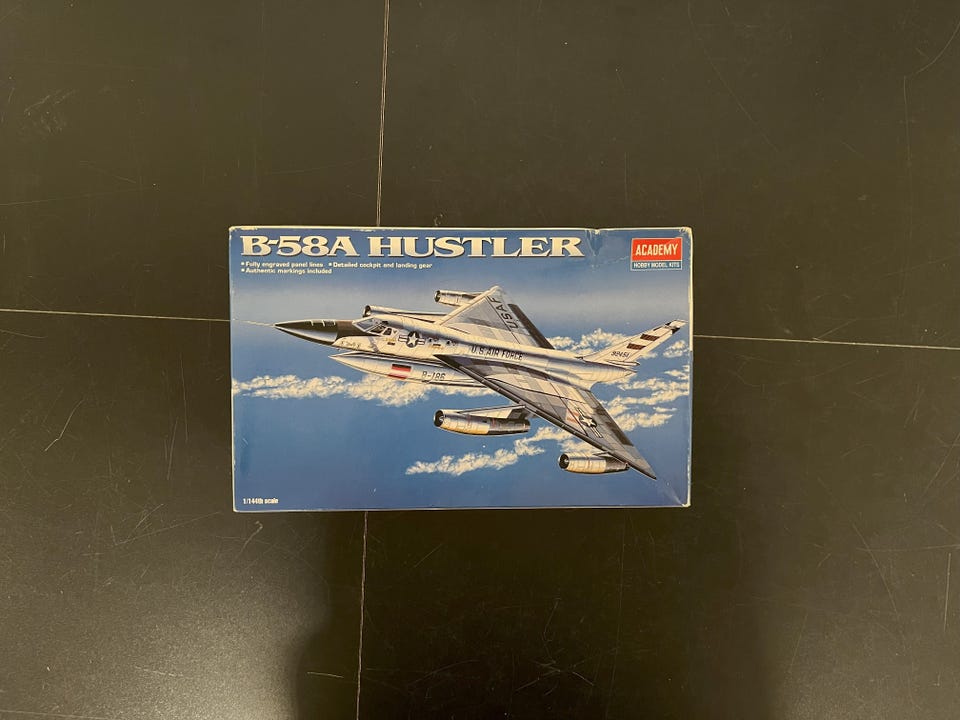 B-58A HUSTLER
ACADEMY
HOBBY MODEL KITS
▪ Fully engraved panel lines ▪ Detailed cockpit and landing gear
▪ Authentic markings included
USAF
U.S. AIR FORCE
92451
B-186
1/144th scale